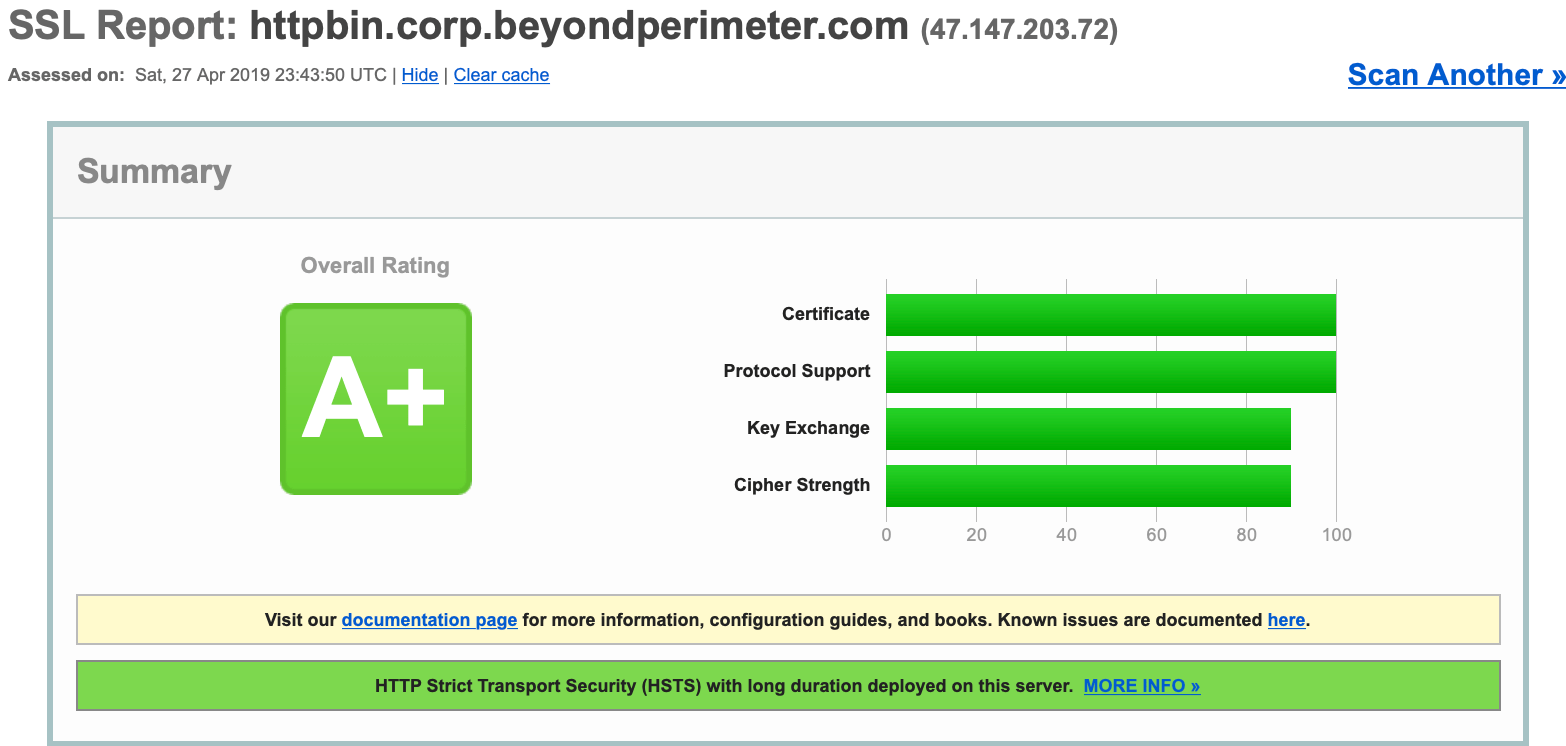 SSL Report: httpbin.corp.beyondperimeter.com (47.147.203.72)
Assessed on: Sat, 27 Apr 2019 23:43:50 UTC | Hide | Clear cache
Scan Another »
Summary
Overall Rating
A+
Certificate
Protocol Support
Key Exchange
Cipher Strength
0 20 40 60 80 100
Visit our documentation page for more information, configuration guides, and books. Known issues are documented here.
HTTP Strict Transport Security (HSTS) with long duration deployed on this server. MORE INFO »